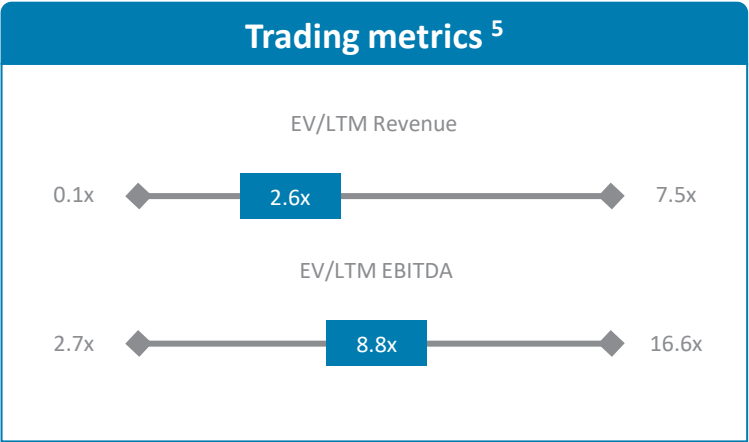 Trading metrics 5
EV/LTM Revenue
0.1x 2.6x 7.5x
EV/LTM EBITDA
2.7x 8.8x 16.6x